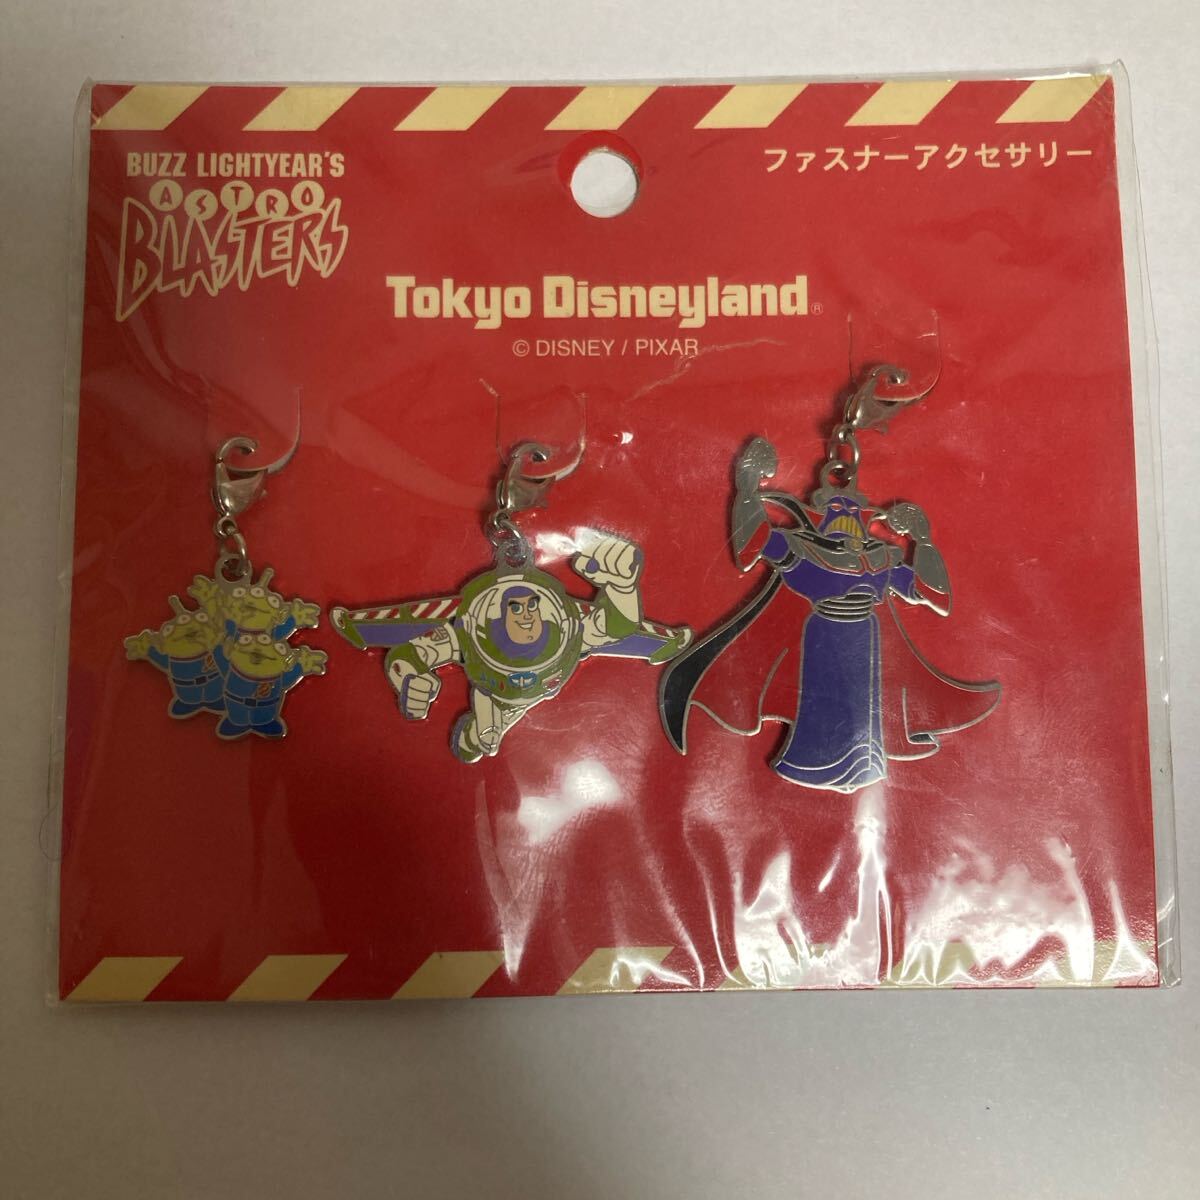 BUZZ LIGHTYEAR'S
ASTRO
BLASTERS
ファスナーアクセサリー
Tokyo Disneyland®
© DISNEY / PIXAR